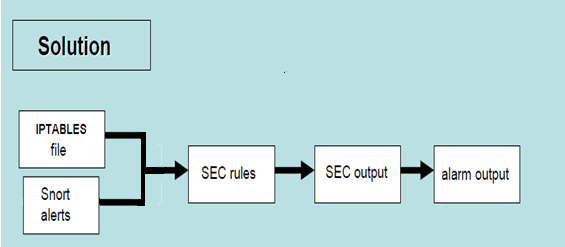 Solution
IPTABLES
file
Snort
alerts
SEC rules
SEC output
alarm output